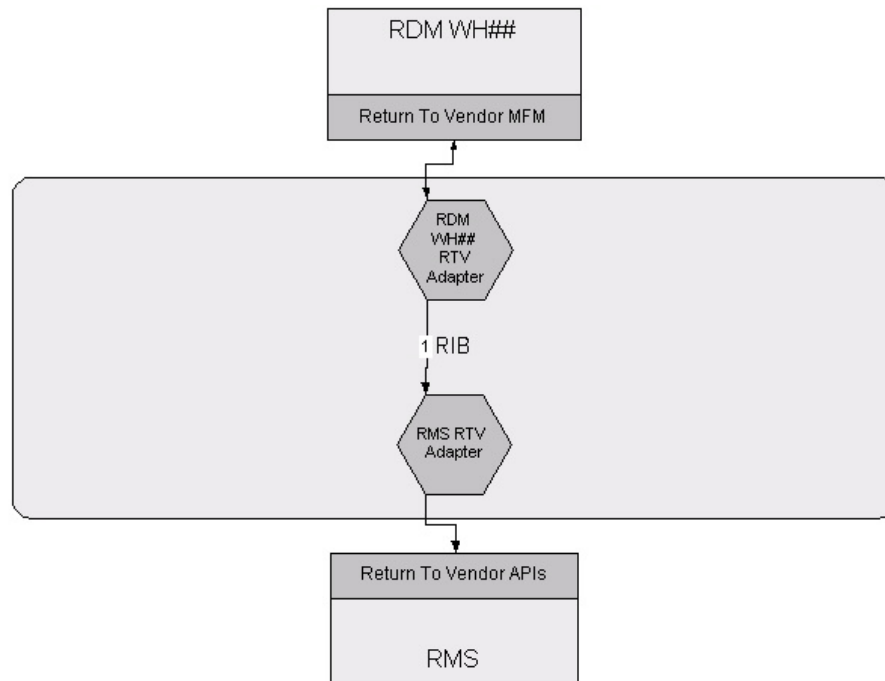 RDM WH##
Return To Vendor MFM
RDM
WH##
RTV
Adapter
1 RIB
RMS RTV
Adapter
Return To Vendor APIs
RMS